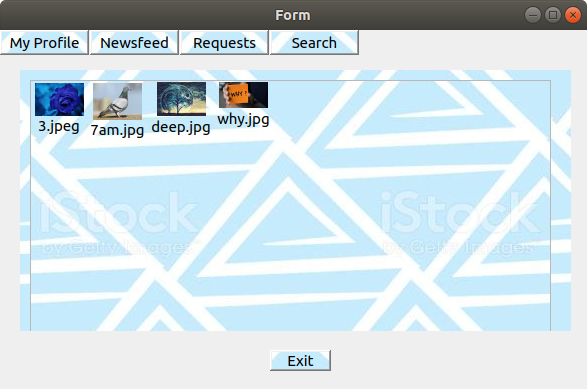 Form
My Profile Newsfeed Requests Search
WHY?
3.jpeg 7am.jpg deep.jpg why.jpg
iStock iStock
by Getty Images by Getty Images
Exit